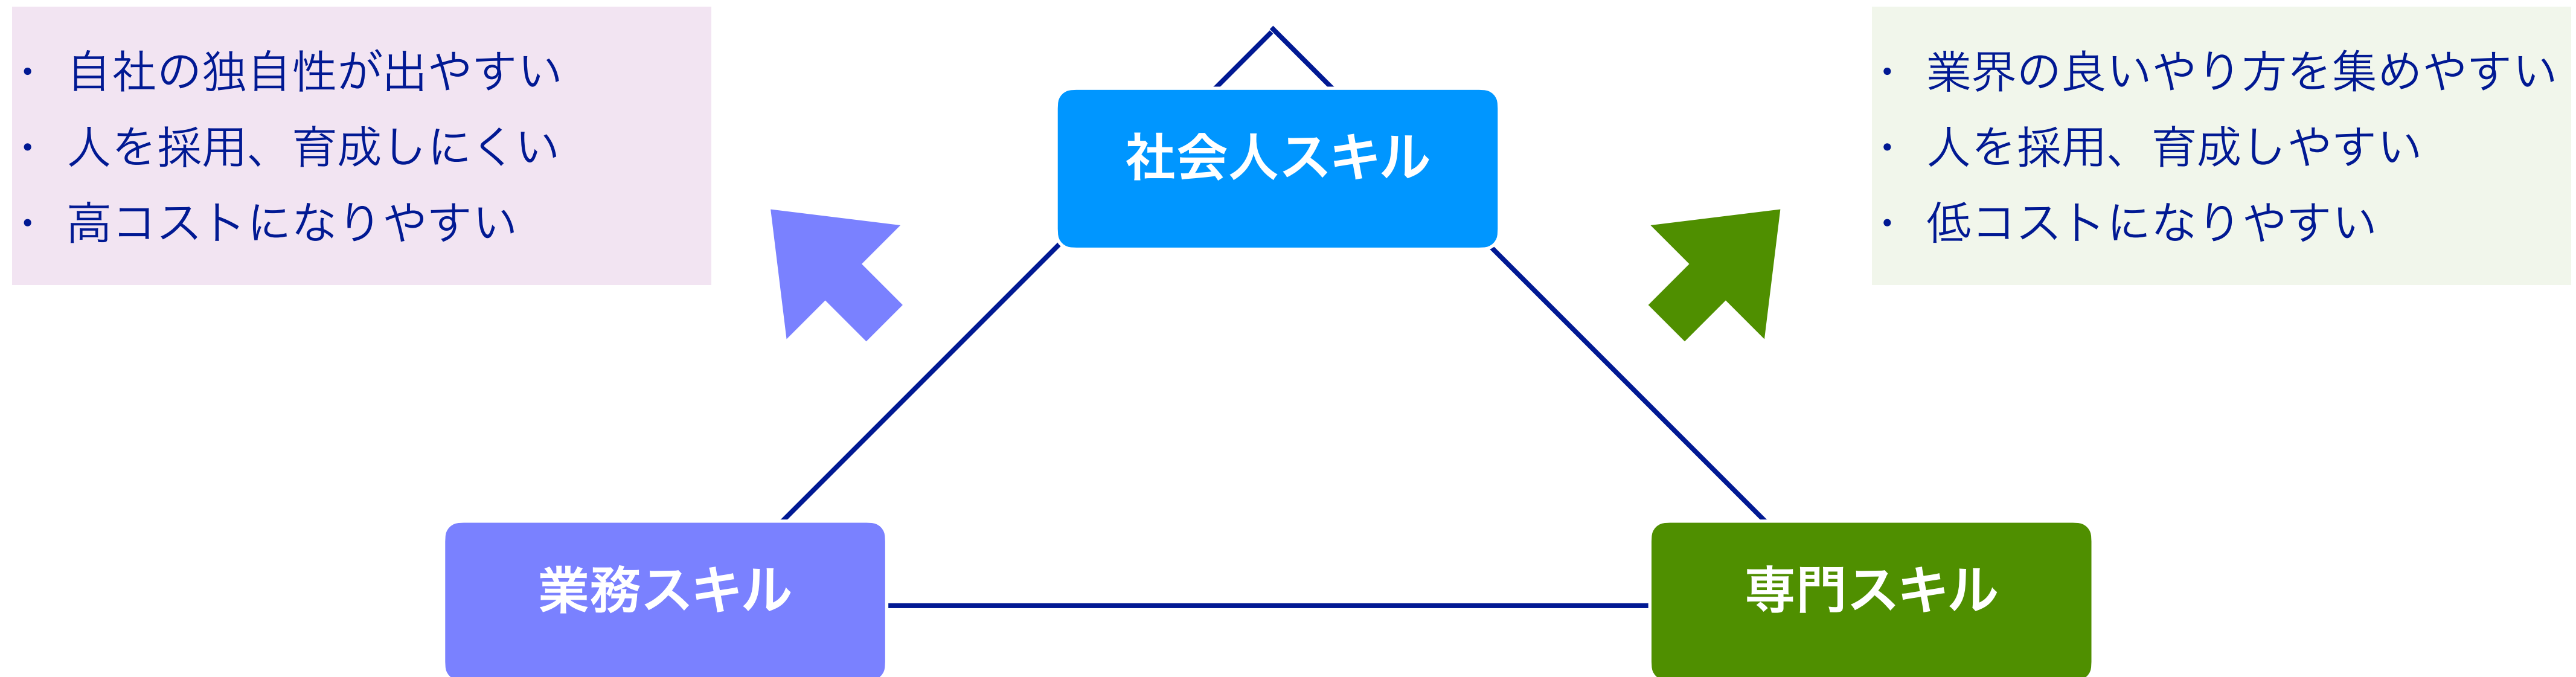 ・ 自社の独自性が出やすい
・ 人を採用、育成しにくい
・ 高コストになりやすい
社会人スキル
・ 業界の良いやり方を集めやすい
・ 人を採用、育成しやすい
・ 低コストになりやすい
業務スキル
専門スキル